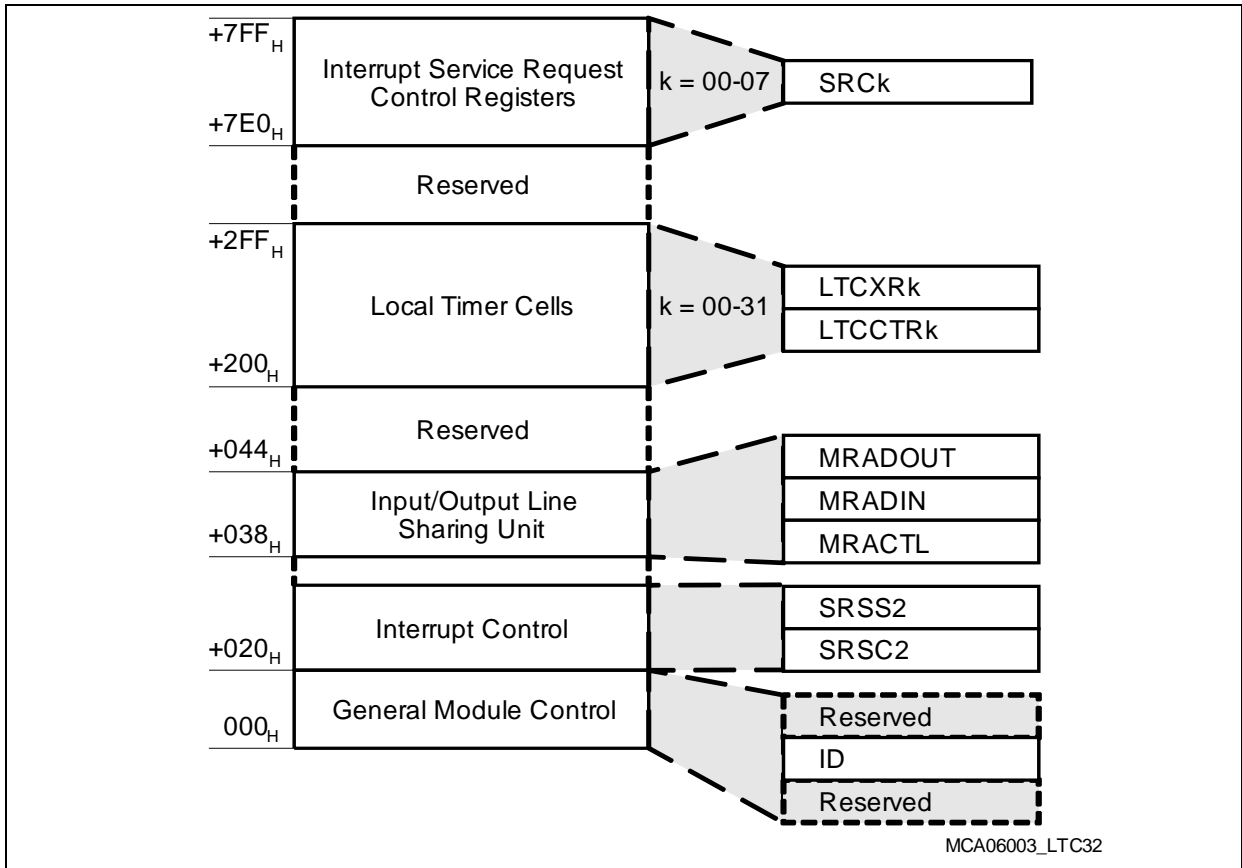 +7FFH
Interrupt Service Request
Control Registers
k = 00-07
SRCk
+7E0H
Reserved
+2FFH
Local Timer Cells
k = 00-31
LTCXRk
LTCCTRk
+200H
Reserved
+044H
MRADOUT
Input/Output Line
Sharing Unit
MRADIN
+038H
MRACTL
Interrupt Control
SRSS2
SRSC2
+020H
General Module Control
Reserved
000H
ID
Reserved
MCA06003_LTC32